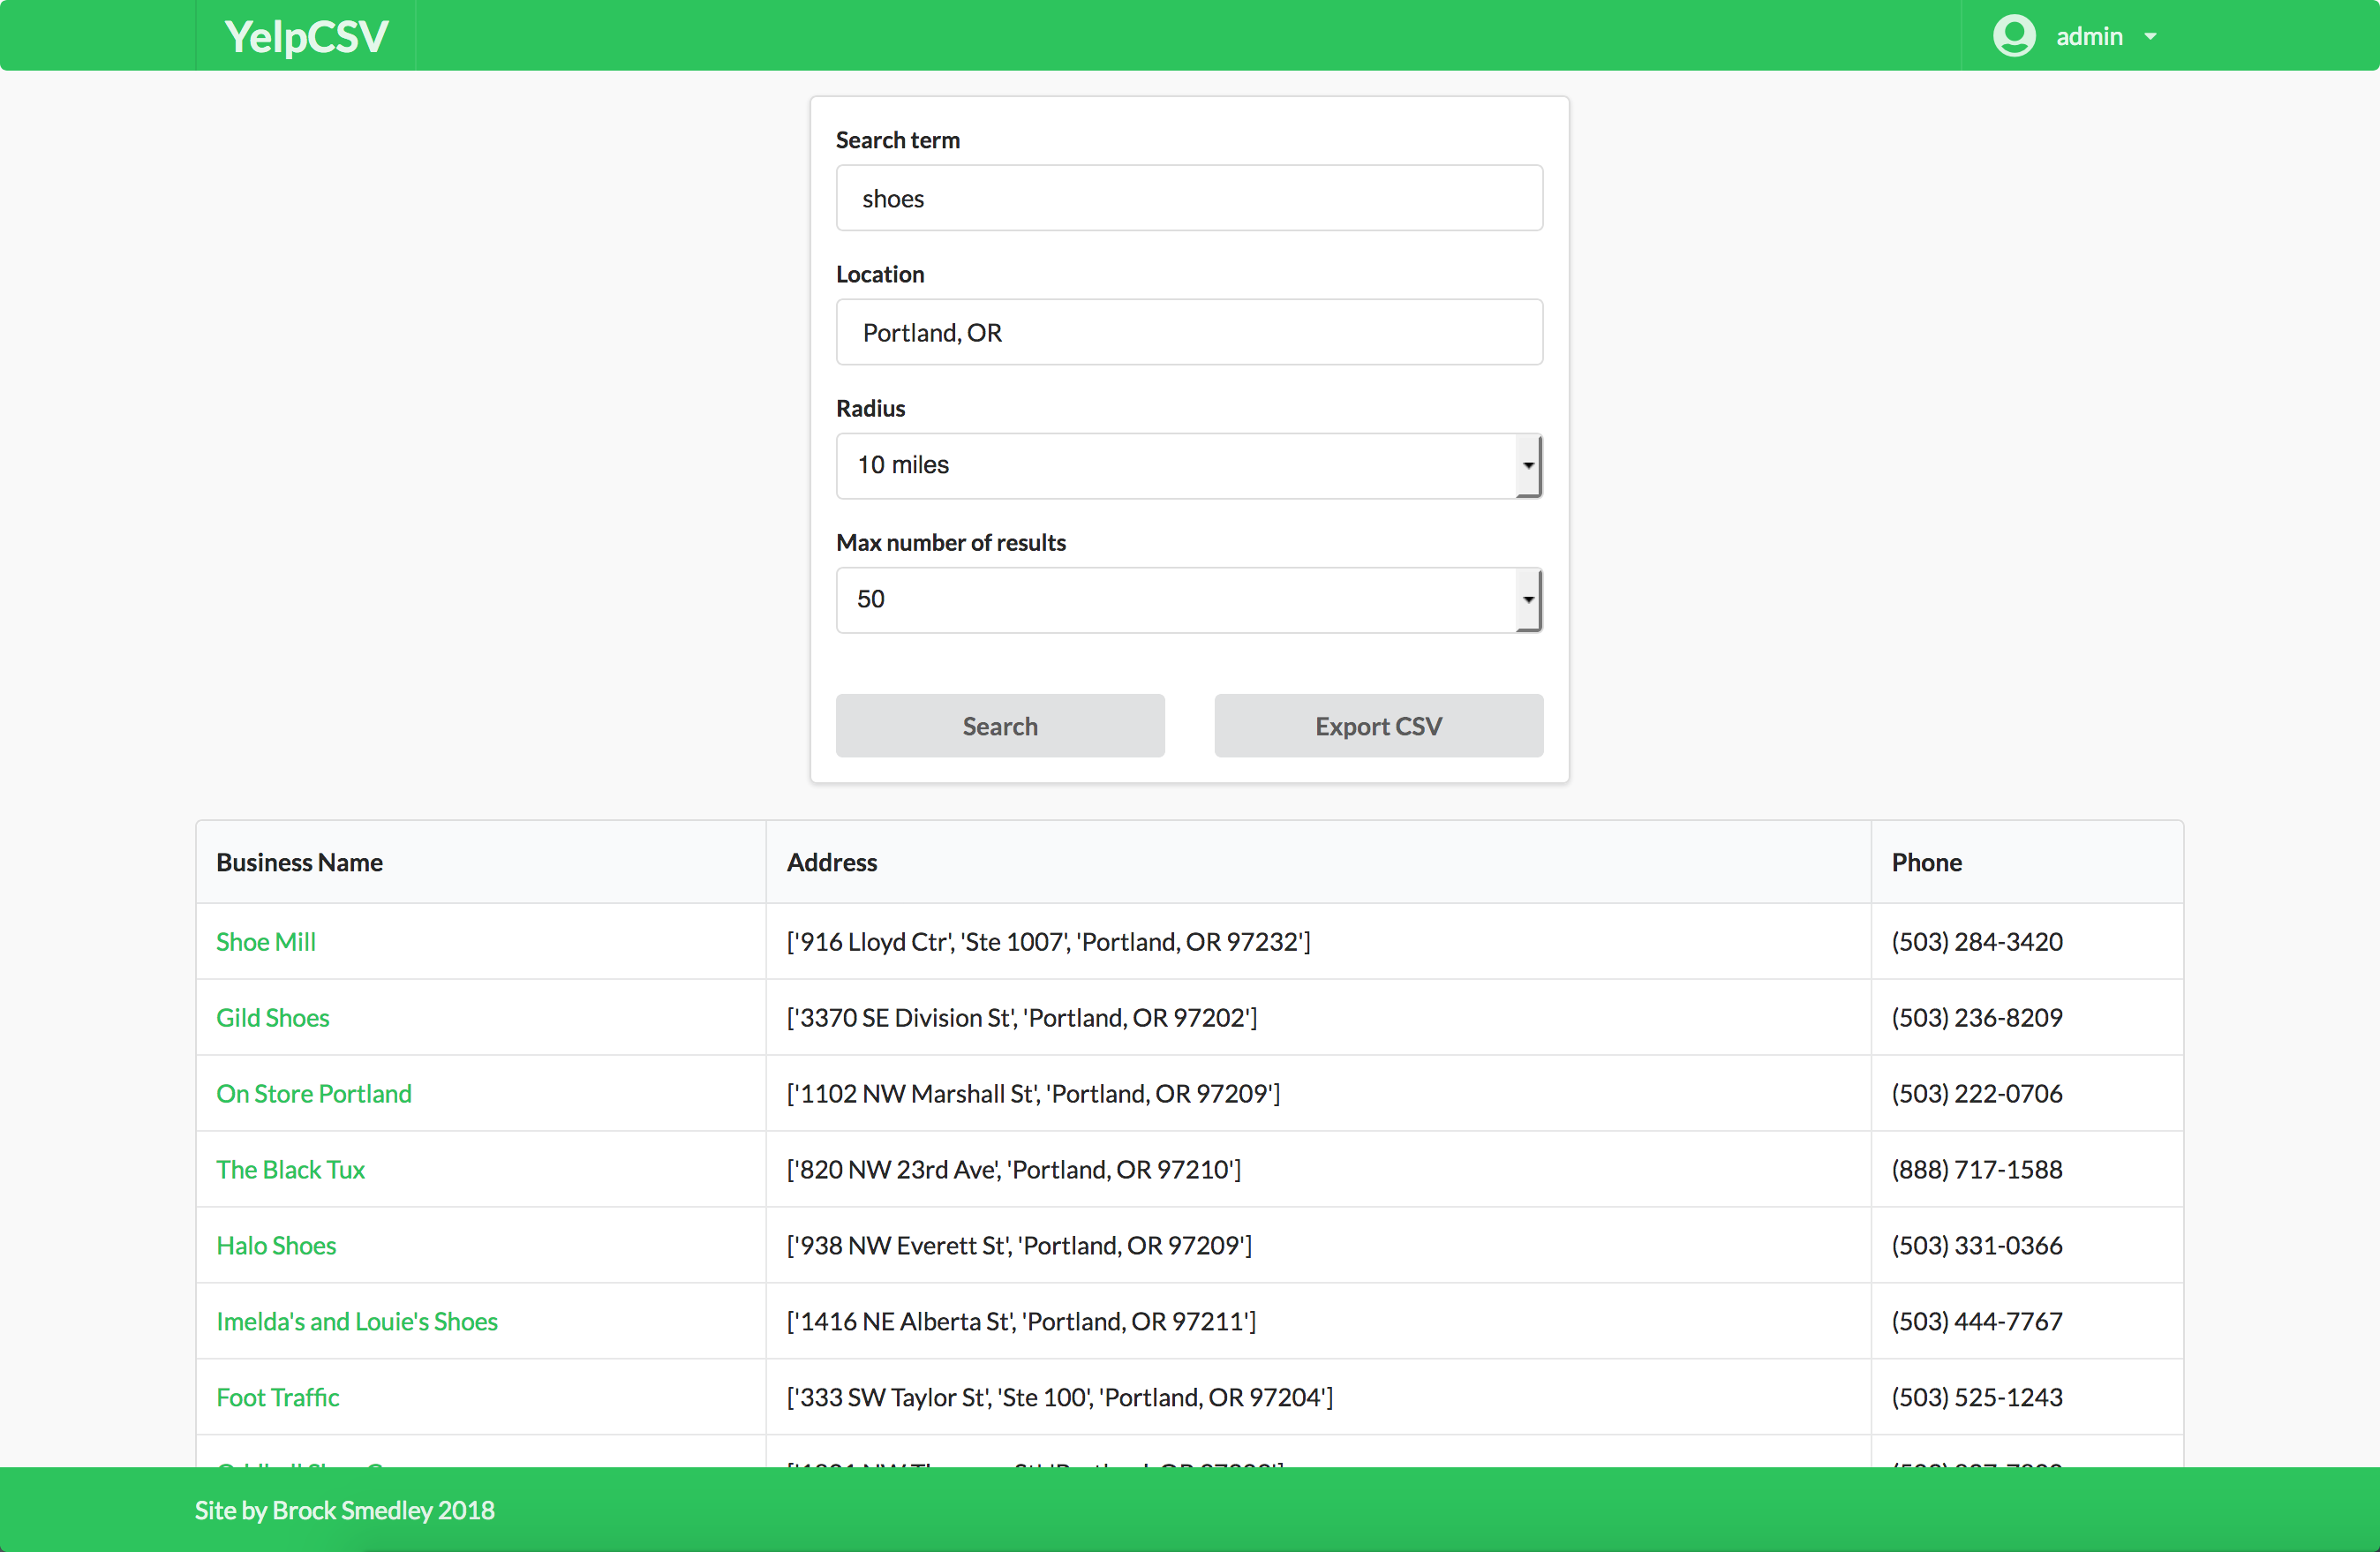 YelpCSV
admin
Search term
shoes
Location
Portland, OR
Radius
10 miles
Max number of results
50
Search Export CSV
Business Name Address Phone
Shoe Mill ['916 Lloyd Ctr', 'Ste 1007', 'Portland, OR 97232'] (503) 284-3420
Gild Shoes ['3370 SE Division St', 'Portland, OR 97202'] (503) 236-8209
On Store Portland ['1102 NW Marshall St', 'Portland, OR 97209'] (503) 222-0706
The Black Tux ['820 NW 23rd Ave', 'Portland, OR 97210'] (888) 717-1588
Halo Shoes ['938 NW Everett St', 'Portland, OR 97209'] (503) 331-0366
Imelda's and Louie's Shoes ['1416 NE Alberta St', 'Portland, OR 97211'] (503) 444-7767
Foot Traffic ['333 SW Taylor St', 'Ste 100', 'Portland, OR 97204'] (503) 525-1243
Site by Brock Smedley 2018